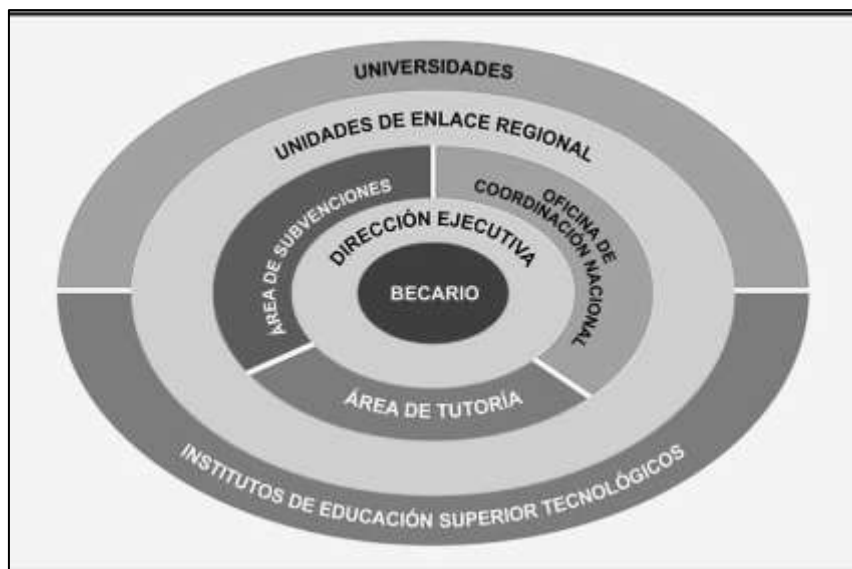 UNIVERSIDADES
UNIDADES DE ENLACE REGIONAL
ÁREA DE SUBVENCIONES
OFICINA DE
COORDINACIÓN NACIONAL
DIRECCIÓN EJECUTIVA
BECARIO
ÁREA DE TUTORÍA
INSTITUTOS DE EDUCACIÓN SUPERIOR TECNOLÓGICOS